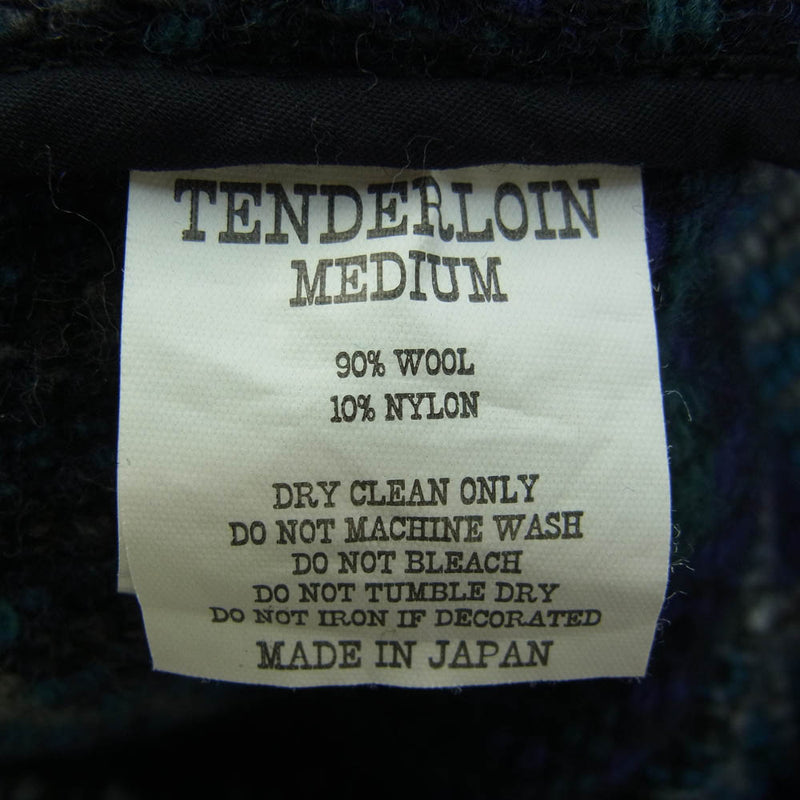 TENDERLOIN
MEDIUM
90% WOOL
10% NYLON
DRY CLEAN ONLY
DO NOT MACHINE WASH
DO NOT BLEACH
DO NOT TUMBLE DRY
DO NOT IRON IF DECORATED
MADE IN JAPAN